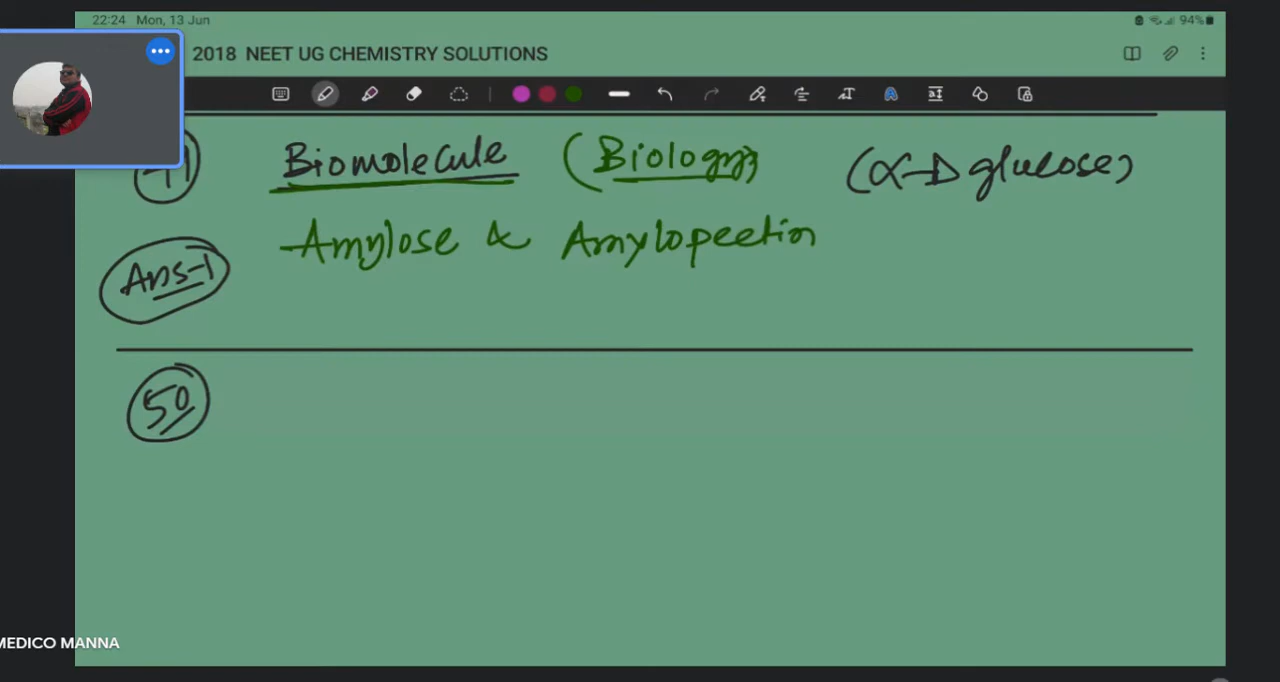 22:24 Mon, 13 Jun 94%
2018 NEET UG CHEMISTRY SOLUTIONS
Biomolecule (Biology) (α-D glucose)
Amylose & Amylopectin
Ans-1
50
MEDICO MANNA